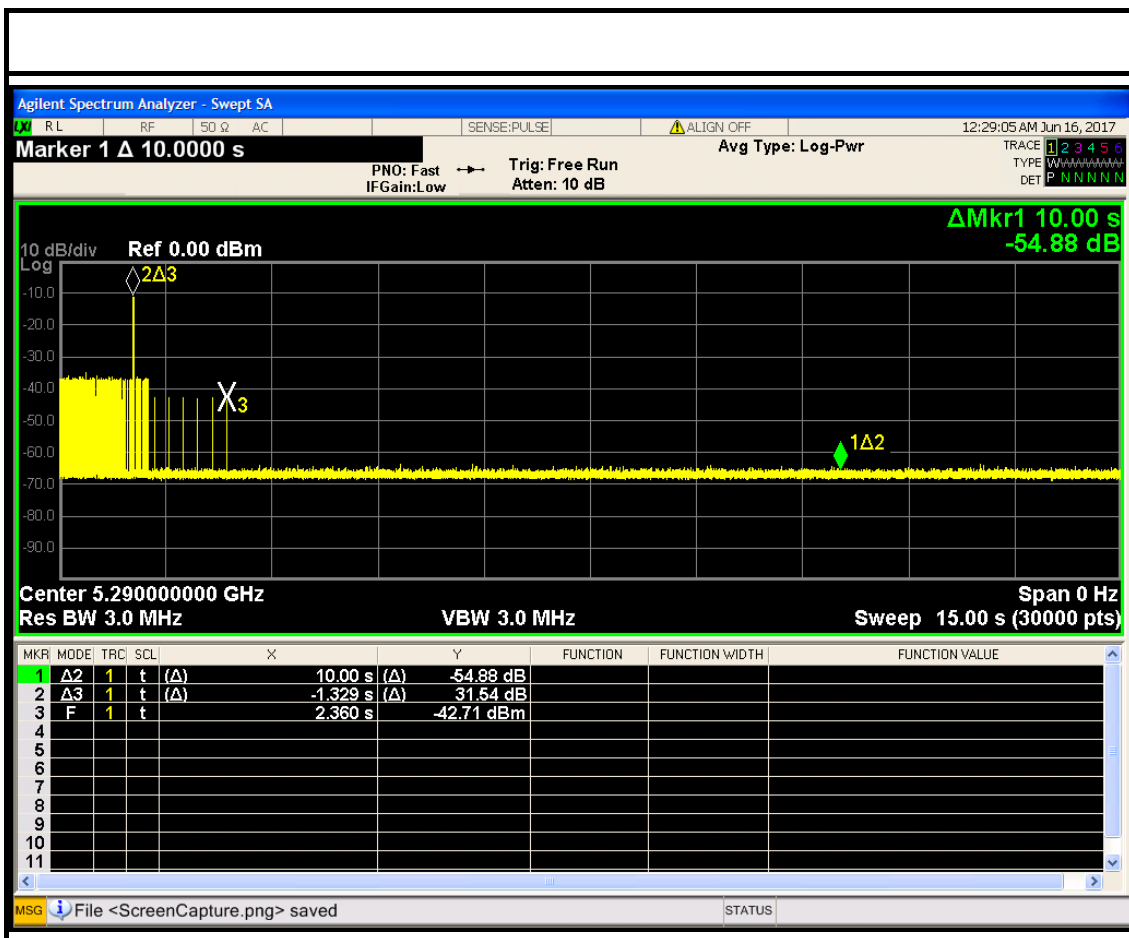 Agilent Spectrum Analyzer - Swept SA
LXI RL RF 50 Ω AC SENSE:PULSE ALIGN OFF 12:29:05 AM Jun 16, 2017
Marker 1 Δ 10.0000 s
PNO: Fast
IFGain:Low
Trig: Free Run
Atten: 10 dB
Avg Type: Log-Pwr
TRACE 1 2 3 4 5 6
TYPE W
DET P N N N N N
ΔMkr1 10.00 s
-54.88 dB
10 dB/div Ref 0.00 dBm
Log
2Δ3
-10.0
-20.0
-30.0
-40.0
X3
-50.0
-60.0
1Δ2
-70.0
-80.0
-90.0
Center 5.290000000 GHz Span 0 Hz
Res BW 3.0 MHz VBW 3.0 MHz Sweep 15.00 s (30000 pts)
MKR MODE TRC SCL X Y FUNCTION FUNCTION WIDTH FUNCTION VALUE
1 Δ2 1 t (Δ) 10.00 s (Δ) -54.88 dB
2 Δ3 1 t (Δ) -1.329 s (Δ) 31.54 dB
3 F 1 t 2.360 s -42.71 dBm
4
5
6
7
8
9
10
11
MSG File <ScreenCapture.png> saved STATUS